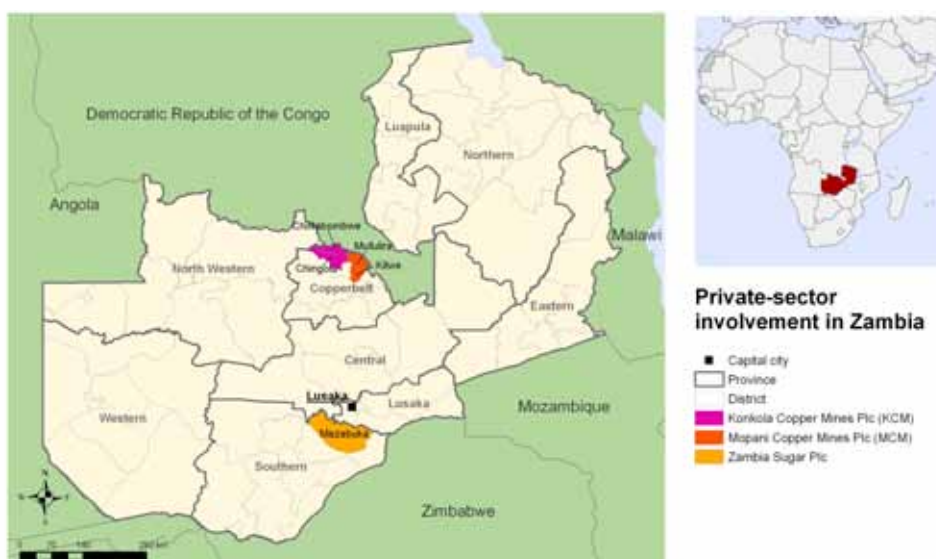 Democratic Republic of the Congo
Luapula
Northern
Angola
Malawi
Mufulira
Kitwe
North Western
Copperbelt
Eastern
Central
Western
Lusaka
Lusaka
Mozambique
Mazabuka
Southern
Zimbabwe
N
Private-sector
involvement in Zambia
Capital city
Province
District
Konkola Copper Mines Plc (KCM)
Mopani Copper Mines Plc (MCM)
Zambia Sugar Plc